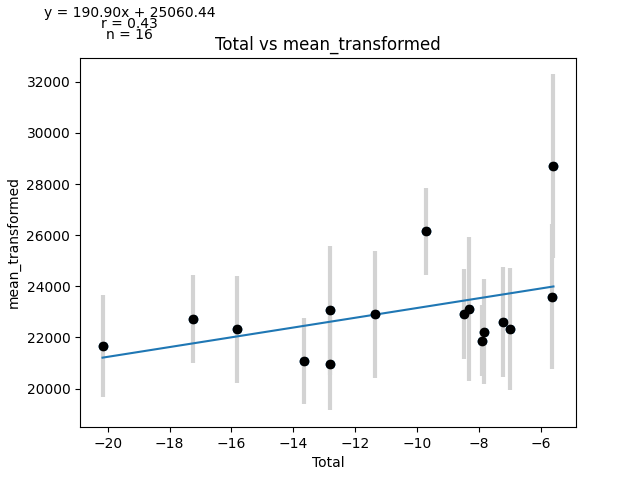 y = 190.90x + 25060.44
r = 0.43
n = 16
Total vs mean_transformed
32000
30000
28000
26000
24000
22000
20000
mean_transformed
−20 −18 −16 −14 −12 −10 −8 −6
Total